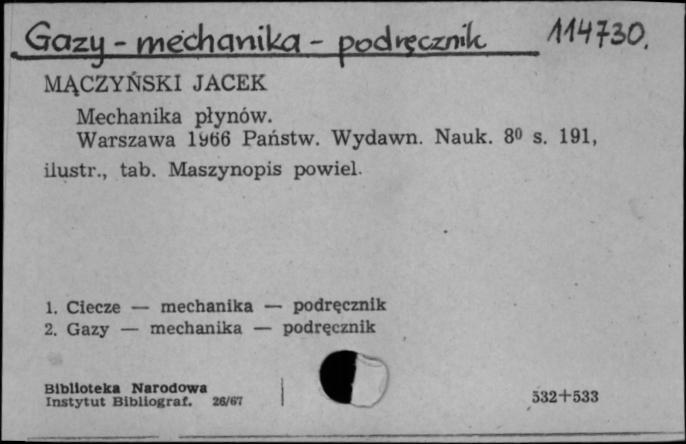 Gazy - mechanika - podręcznik 114730.
MĄCZYŃSKI JACEK
Mechanika płynów.
Warszawa 1966 Państw. Wydawn. Nauk. 8⁰ s. 191,
ilustr., tab. Maszynopis powiel.
1. Ciecze — mechanika — podręcznik
2. Gazy — mechanika — podręcznik
Biblioteka Narodowa
Instytut Bibliograf. 26/67
532+533